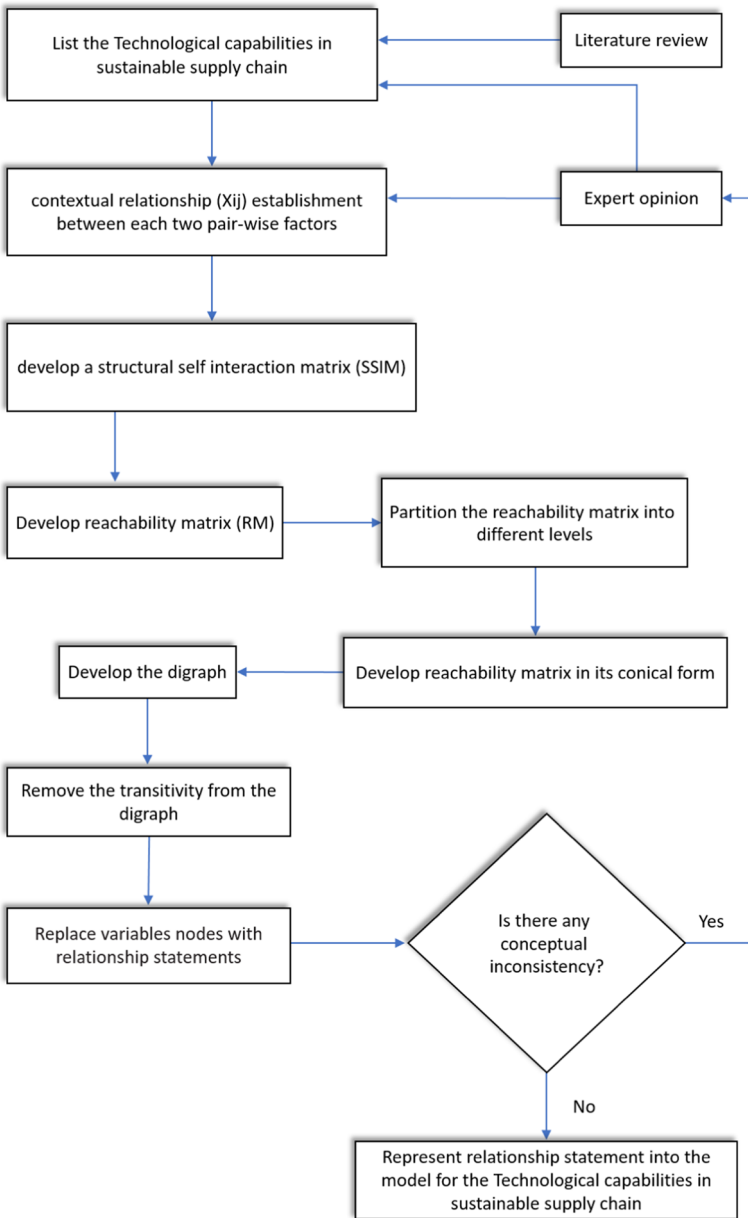 List the Technological capabilities in
sustainable supply chain
Literature review
contextual relationship (Xij) establishment
between each two pair-wise factors
Expert opinion
develop a structural self interaction matrix (SSIM)
Develop reachability matrix (RM)
Partition the reachability matrix into
different levels
Develop the digraph
Develop reachability matrix in its conical form
Remove the transitivity from the
digraph
Replace variables nodes with
relationship statements
Is there any
conceptual
inconsistency?
Yes
No
Represent relationship statement into the
model for the Technological capabilities in
sustainable supply chain